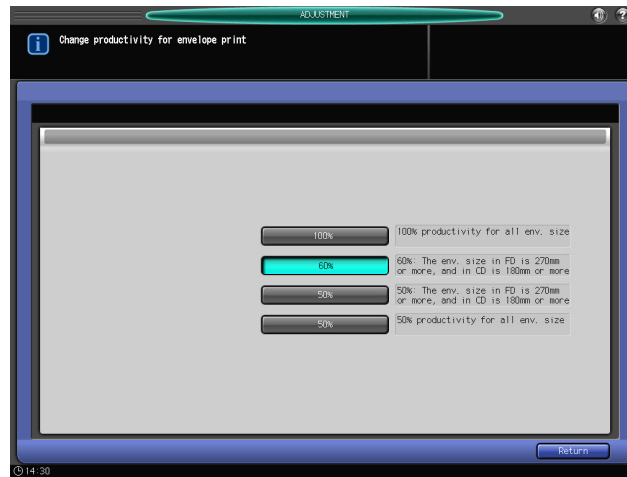 ADJUSTMENT
?
i
Change productivity for envelope print
100%
100% productivity for all env. size
60%
60%: The env. size in FD is 270mm
or more, and in CD is 180mm or more
50%
50%: The env. size in FD is 270mm
or more, and in CD is 180mm or more
50%
50% productivity for all env. size
Return
14:30